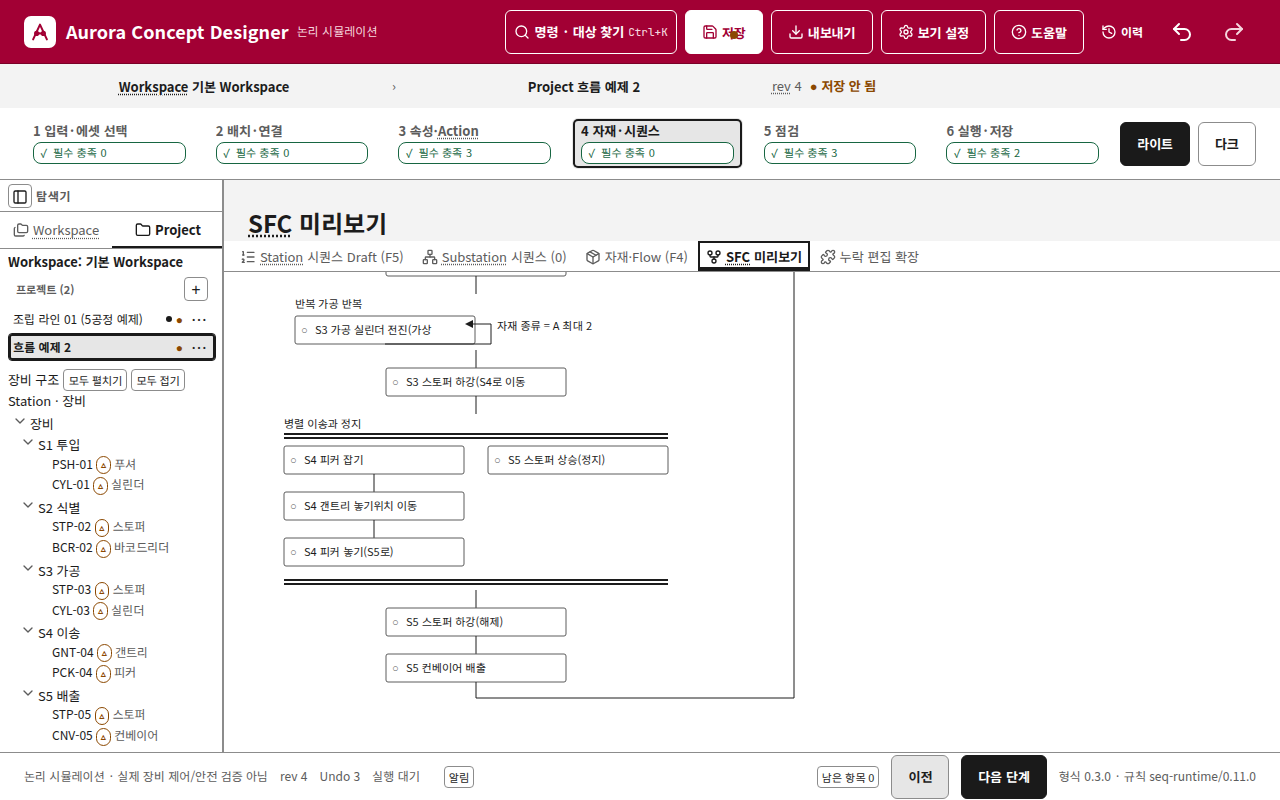 Aurora Concept Designer 논리 시뮬레이션
명령 · 대상 찾기 Ctrl+K
저장
내보내기
보기 설정
도움말
이력
Workspace 기본 Workspace › Project 흐름 예제 2 rev 4 ● 저장 안 됨
1 입력·에셋 선택
✓ 필수 충족 0
2 배치·연결
✓ 필수 충족 0
3 속성·Action
✓ 필수 충족 3
4 자재·시퀀스
✓ 필수 충족 0
5 점검
✓ 필수 충족 3
6 실행·저장
✓ 필수 충족 2
라이트
다크
탐색기
Workspace
Project
Workspace: 기본 Workspace
프로젝트 (2) +
조립 라인 01 (5공정 예제) ● ● ···
흐름 예제 2 ● ···
장비 구조 모두 펼치기 모두 접기
Station · 장비
장비
S1 투입
PSH-01 푸셔
CYL-01 실린더
S2 식별
STP-02 스토퍼
BCR-02 바코드리더
S3 가공
STP-03 스토퍼
CYL-03 실린더
S4 이송
GNT-04 갠트리
PCK-04 피커
S5 배출
STP-05 스토퍼
CNV-05 컨베이어
SFC 미리보기
Station 시퀀스 Draft (F5)
Substation 시퀀스 (0)
자재·Flow (F4)
SFC 미리보기
누락 편집 확장
반복 가공 반복
○ S3 가공 실린더 전진(가상
자재 종류 = A 최대 2
○ S3 스토퍼 하강(S4로 이동
병렬 이송과 정지
○ S4 피커 잡기
○ S5 스토퍼 상승(정지)
○ S4 갠트리 놓기위치 이동
○ S4 피커 놓기(S5로)
○ S5 스토퍼 하강(해제)
○ S5 컨베이어 배출
논리 시뮬레이션 · 실제 장비 제어/안전 검증 아님 rev 4 Undo 3 실행 대기 알림
남은 항목 0
이전
다음 단계
형식 0.3.0 · 규칙 seq-runtime/0.11.0